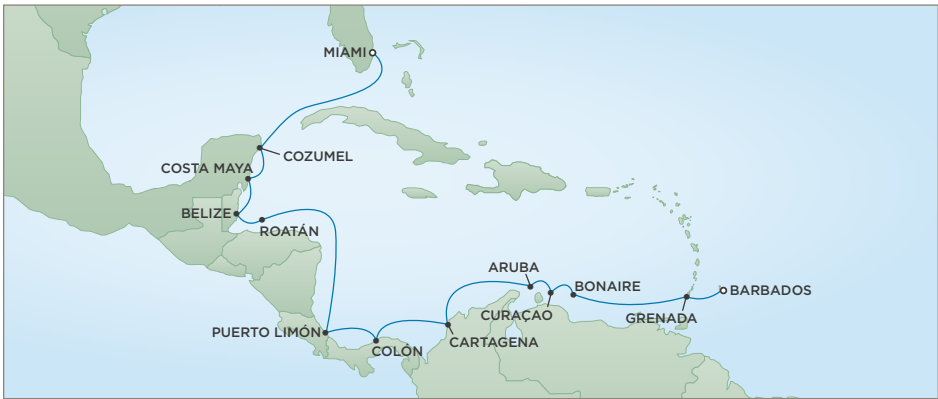 MIAMI
COZUMEL
COSTA MAYA
BELIZE
ROATÁN
ARUBA
BONAIRE
BARBADOS
CURAÇAO
GRENADA
PUERTO LIMÓN
CARTAGENA
COLÓN